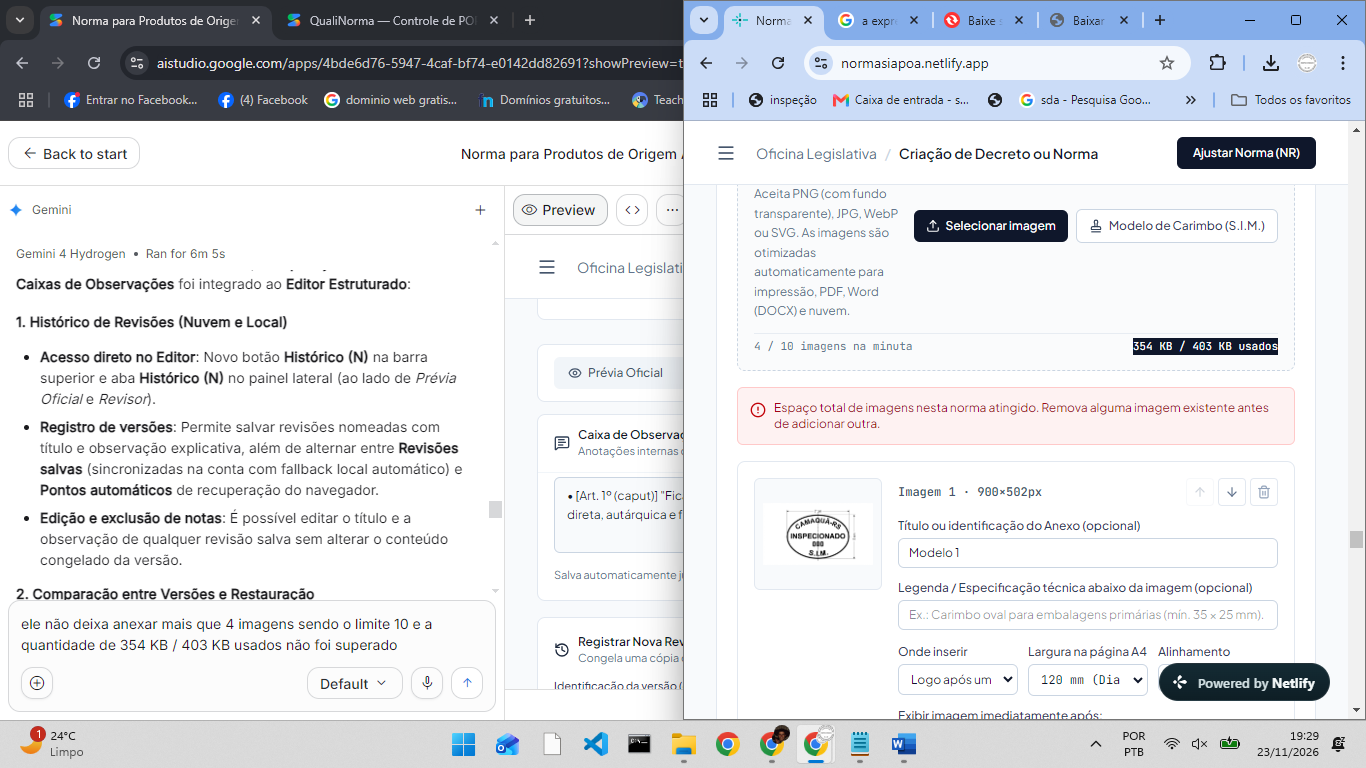 Norma para Produtos de Orige
QualiNorma — Controle de PO
aistudio.google.com/apps/4bde6d76-5947-4caf-bf74-e0142dd82691?showPreview=t
Entrar no Facebook...
(4) Facebook
dominio web gratis...
Domínios gratuitos...
Teach
Back to start
Norma para Produtos de Origem
Gemini
Preview
Gemini 4 Hydrogen • Ran for 6m 5s
Caixas de Observações foi integrado ao Editor Estruturado:
1. Histórico de Revisões (Nuvem e Local)
• Acesso direto no Editor: Novo botão Histórico (N) na barra
superior e aba Histórico (N) no painel lateral (ao lado de Prévia
Oficial e Revisor).
• Registro de versões: Permite salvar revisões nomeadas com
título e observação explicativa, além de alternar entre Revisões
salvas (sincronizadas na conta com fallback local automático) e
Pontos automáticos de recuperação do navegador.
• Edição e exclusão de notas: É possível editar o título e a
observação de qualquer revisão salva sem alterar o conteúdo
congelado da versão.
2. Comparação entre Versões e Restauração
ele não deixa anexar mais que 4 imagens sendo o limite 10 e a
quantidade de 354 KB / 403 KB usados não foi superado
Default
Oficina Legislati
Prévia Oficial
Caixa de Observaç
Anotações internas
• [Art. 1º (caput)] "Fic
direta, autárquica e f
Salva automaticamente j
Registrar Nova Rev
Congela uma cópia
Identificação da versão (
Norma
a expr
Baixe
Baixar
normasiapoa.netlify.app
inspeção
Caixa de entrada - s...
sda - Pesquisa Goo...
»
Todos os favoritos
Oficina Legislativa / Criação de Decreto ou Norma
Ajustar Norma (NR)
Aceita PNG (com fundo
transparente), JPG, WebP
ou SVG. As imagens são
otimizadas
automaticamente para
impressão, PDF, Word
(DOCX) e nuvem.
Selecionar imagem
Modelo de Carimbo (S.I.M.)
4 / 10 imagens na minuta
354 KB / 403 KB usados
Espaço total de imagens nesta norma atingido. Remova alguma imagem existente antes
de adicionar outra.
CAMAQUÃ-RS
INSPECIONADO
000
S.I.M.
Imagem 1 · 900×502px
Título ou identificação do Anexo (opcional)
Modelo 1
Legenda / Especificação técnica abaixo da imagem (opcional)
Ex.: Carimbo oval para embalagens primárias (mín. 35 × 25 mm).
Onde inserir
Largura na página A4
Alinhamento
Logo após um
120 mm (Dia
Powered by Netlify
Exibir imagem imediatamente após:
1
24°C
Limpo
POR
PTB
19:29
23/11/2026